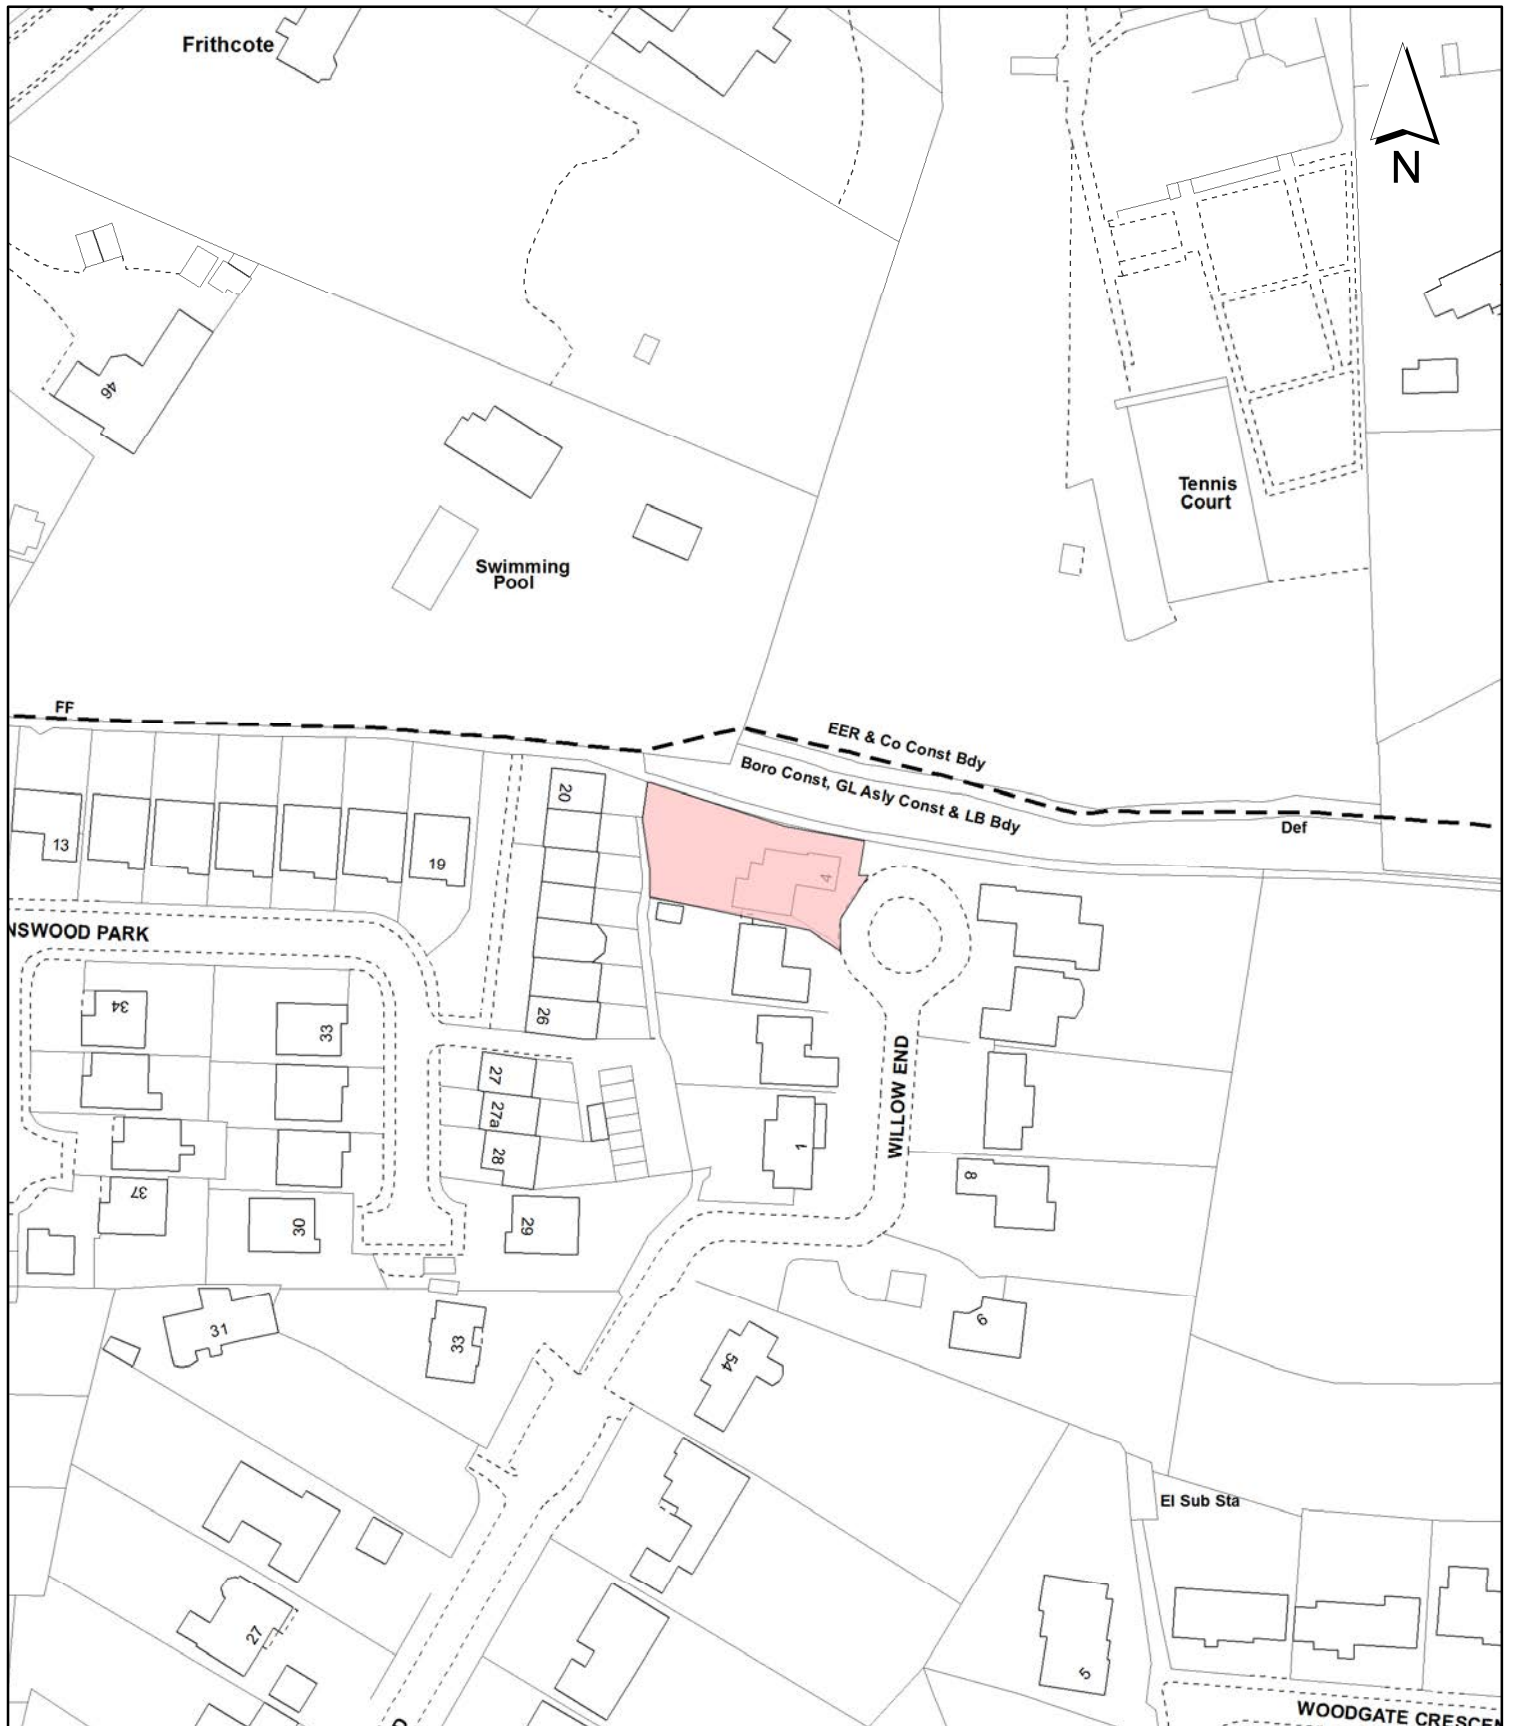 Frithcote
N
46
Tennis
Court
Swimming
Pool
FF
EER & Co Const Bdy
Boro Const, GL Asly Const & LB Bdy
Def
20
13
19
4
NSWOOD PARK
34
33
26
27
27a
28
WILLOW END
1
8
37
30
29
31
33
6
54
El Sub Sta
27
5
WOODGATE CRESCEN